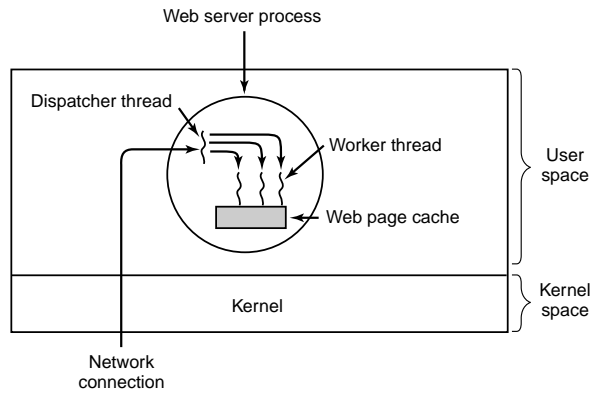 Web server process
Dispatcher thread
Worker thread
User
space
Web page cache
Kernel
Kernel
space
Network
connection